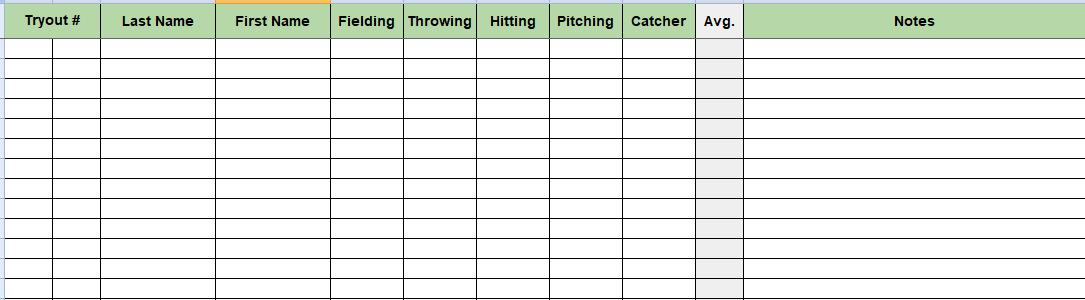 Tryout # Last Name First Name Fielding Throwing Hitting Pitching Catcher Avg. Notes